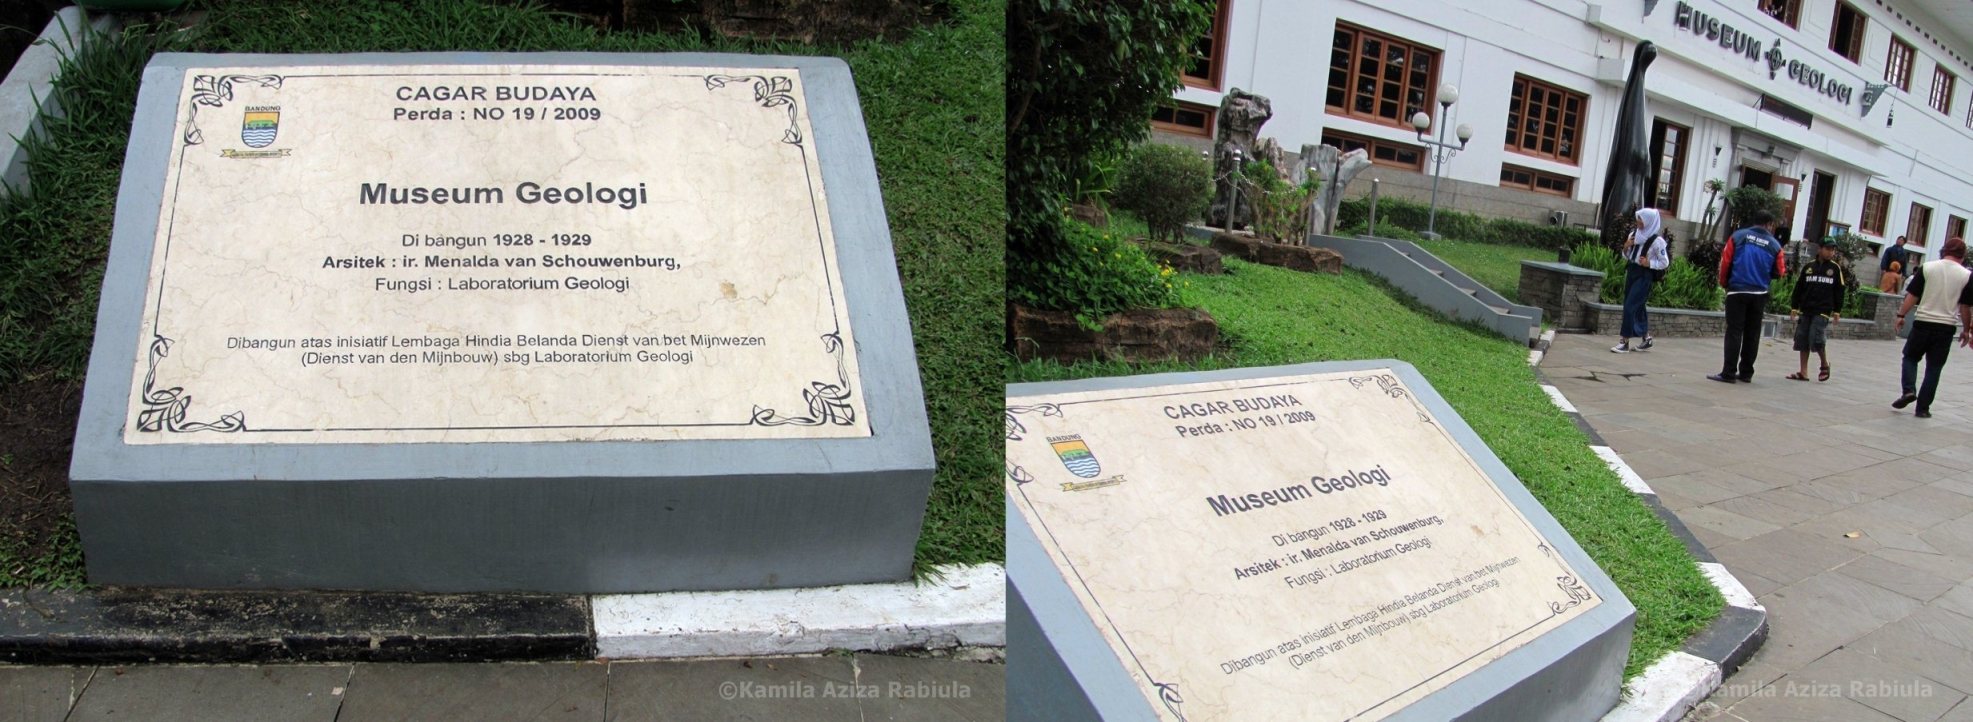 CAGAR BUDAYA
Perda : NO 19 / 2009
BANDUNG
Museum Geologi
Di bangun 1928 - 1929
Arsitek : ir. Menalda van Schouwenburg,
Fungsi : Laboratorium Geologi
Dibangun atas inisiatif Lembaga Hindia Belanda Dienst van bet Mijnwezen
(Dienst van den Mijnbouw) sbg Laboratorium Geologi
©Kamila Aziza Rabiula
MUSEUM GEOLOGI
SAMSUNG
CAGAR BUDAYA
Perda : NO 19 / 2009
BANDUNG
Museum Geologi
Di bangun 1928 - 1929
Arsitek : ir. Menalda van Schouwenburg,
Fungsi : Laboratorium Geologi
Dibangun atas inisiatif Lembaga Hindia Belanda Dienst van bet Mijnwezen
(Dienst van den Mijnbouw) sbg Laboratorium Geologi
©Kamila Aziza Rabiula